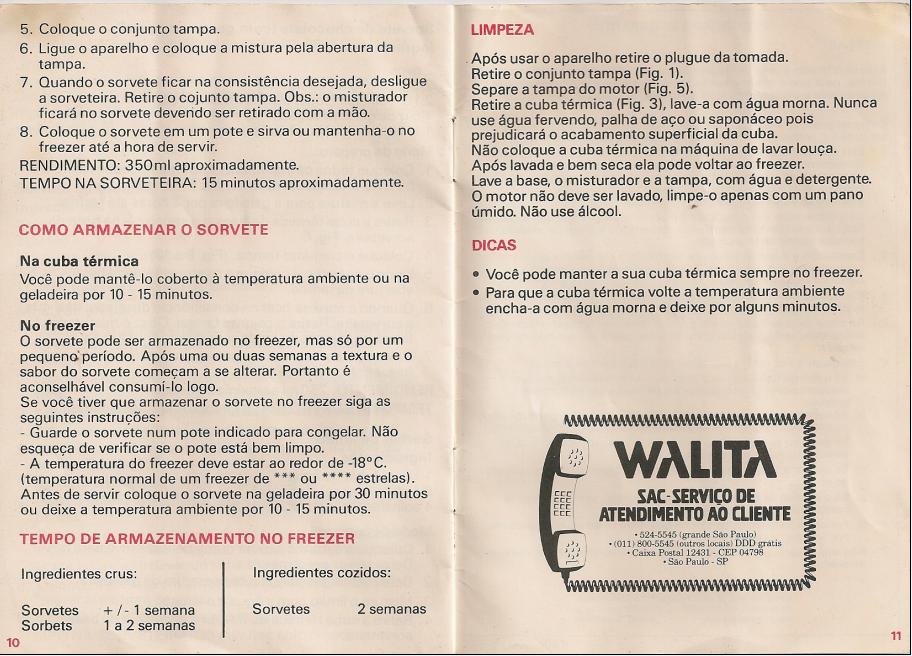 5. Coloque o conjunto tampa.
6. Ligue o aparelho e coloque a mistura pela abertura da
tampa.
7. Quando o sorvete ficar na consistência desejada, desligue
a sorveteira. Retire o cojunto tampa. Obs.: o misturador
ficará no sorvete devendo ser retirado com a mão.
8. Coloque o sorvete em um pote e sirva ou mantenha-o no
freezer até a hora de servir.
RENDIMENTO: 350ml aproximadamente.
TEMPO NA SORVETEIRA: 15 minutos aproximadamente.
COMO ARMAZENAR O SORVETE
Na cuba térmica
Você pode mantê-lo coberto à temperatura ambiente ou na
geladeira por 10 - 15 minutos.
No freezer
O sorvete pode ser armazenado no freezer, mas só por um
pequeno período. Após uma ou duas semanas a textura e o
sabor do sorvete começam a se alterar. Portanto é
aconselhável consumí-lo logo.
Se você tiver que armazenar o sorvete no freezer siga as
seguintes instruções:
- Guarde o sorvete num pote indicado para congelar. Não
esqueça de verificar se o pote está bem limpo.
- A temperatura do freezer deve estar ao redor de -18°C.
(temperatura normal de um freezer de *** ou **** estrelas).
Antes de servir coloque o sorvete na geladeira por 30 minutos
ou deixe a temperatura ambiente por 10 - 15 minutos.
TEMPO DE ARMAZENAMENTO NO FREEZER
Ingredientes crus:
Sorvetes + / - 1 semana
Sorbets 1 a 2 semanas
Ingredientes cozidos:
Sorvetes 2 semanas
10
LIMPEZA
Após usar o aparelho retire o plugue da tomada.
Retire o conjunto tampa (Fig. 1).
Separe a tampa do motor (Fig. 5).
Retire a cuba térmica (Fig. 3), lave-a com água morna. Nunca
use água fervendo, palha de aço ou saponáceo pois
prejudicará o acabamento superficial da cuba.
Não coloque a cuba térmica na máquina de lavar louça.
Após lavada e bem seca ela pode voltar ao freezer.
Lave a base, o misturador e a tampa, com água e detergente.
O motor não deve ser lavado, limpe-o apenas com um pano
úmido. Não use álcool.
DICAS
• Você pode manter a sua cuba térmica sempre no freezer.
• Para que a cuba térmica volte a temperatura ambiente
encha-a com água morna e deixe por alguns minutos.
WALITA
SAC-SERVIÇO DE
ATENDIMENTO AO CLIENTE
• 524-5545 (grande São Paulo)
• (011) 800-5545 (outros locais) DDD grátis
• Caixa Postal 12431 - CEP 04798
• São Paulo - SP
11